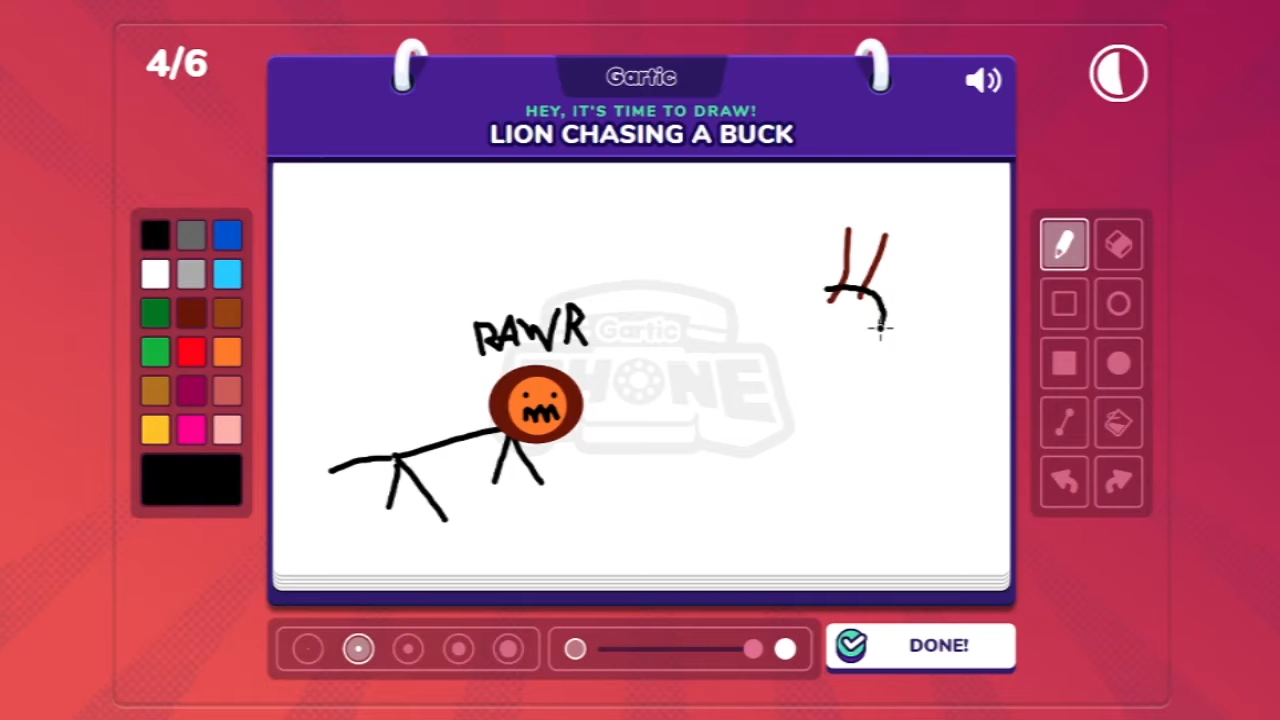 4/6
Gartic
HEY, IT'S TIME TO DRAW!
LION CHASING A BUCK
Gartic
PHONE
RAWR
DONE!